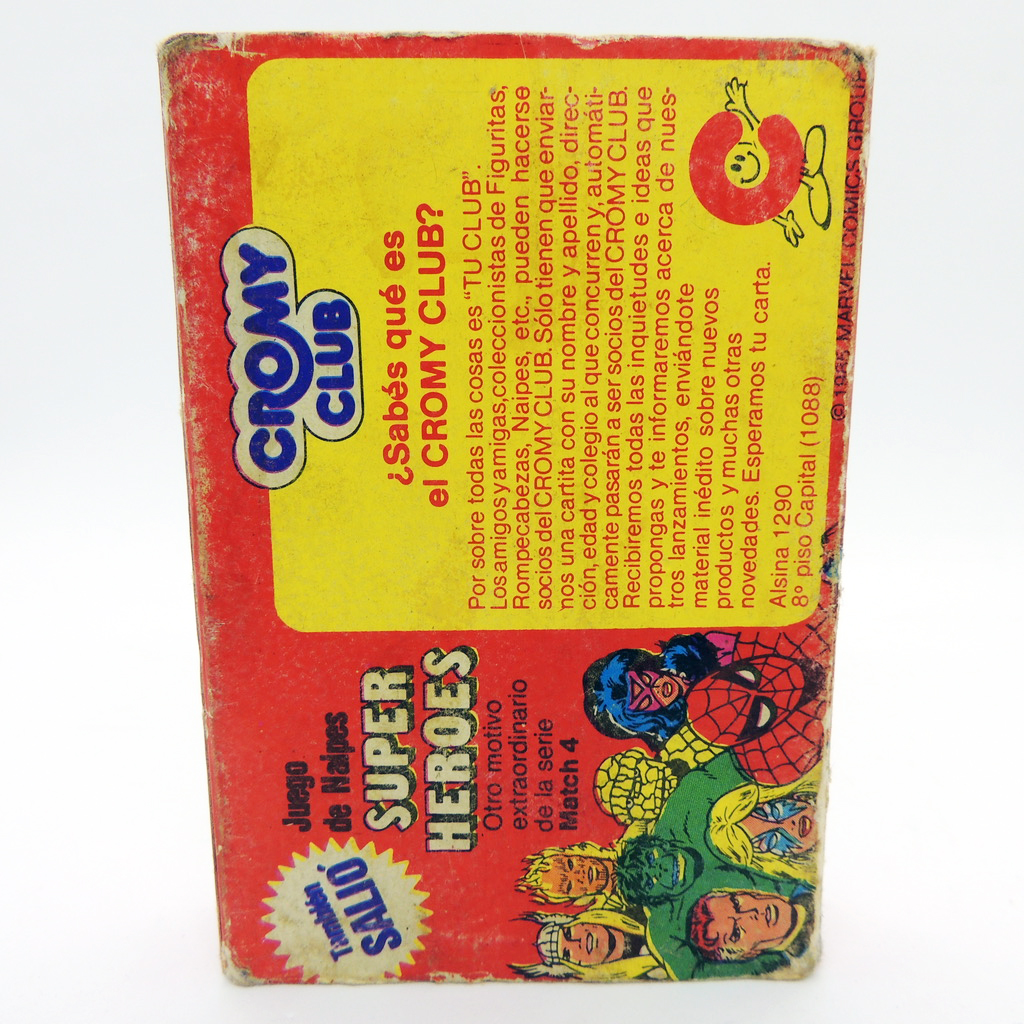 También
SALIÓ
Juego
de Naipes
SUPER
HEROES
Otro motivo
extraordinario
de la serie
Match 4
CROMY
CLUB
¿Sabés qué es
el CROMY CLUB?
Por sobre todas las cosas es “TU CLUB”.
Los amigos y amigas, coleccionistas de Figuritas,
Rompecabezas, Naipes, etc., pueden hacerse
socios del CROMY CLUB. Sólo tienen que enviar-
nos una cartita con su nombre y apellido, direc-
ción, edad y colegio al que concurren y, automáti-
camente pasarán a ser socios del CROMY CLUB.
Recibiremos todas las inquietudes e ideas que
propongas y te informaremos acerca de nues-
tros lanzamientos, enviándote
material inédito sobre nuevos
productos y muchas otras
novedades. Esperamos tu carta.
Alsina 1290
8º piso Capital (1088)
© MARVEL COMICS GROUP